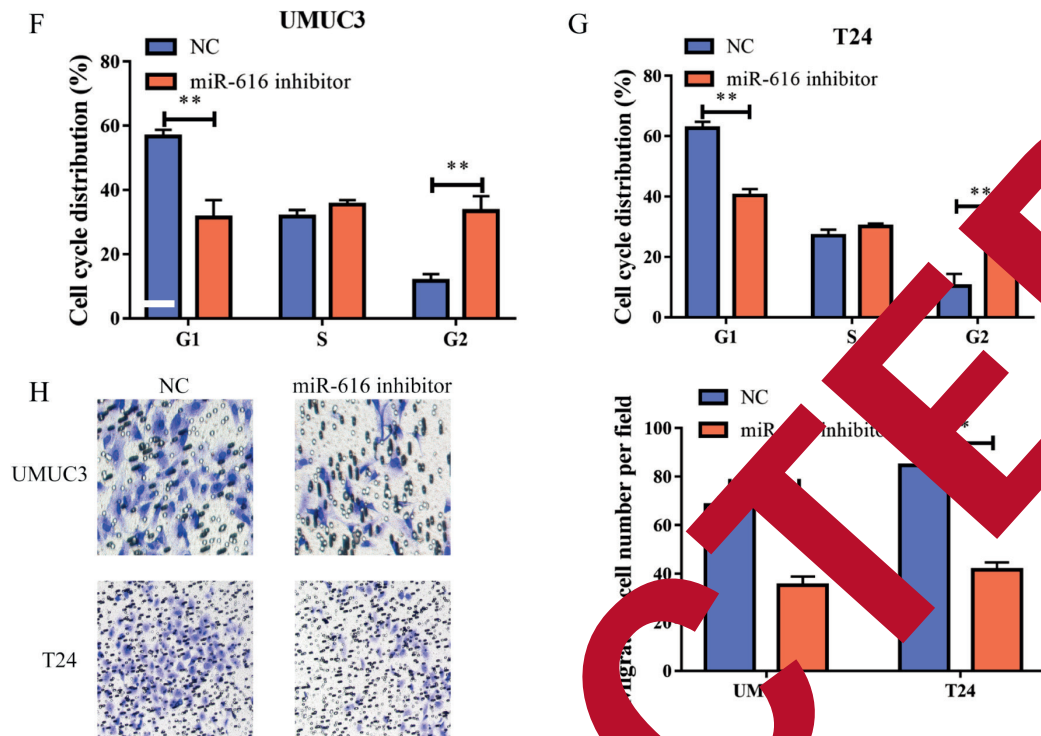 F
UMUC3
NC
miR-616 inhibitor
Cell cycle distribution (%)
80
60
40
20
0
**
**
G1 S G2
G
T24
NC
miR-616 inhibitor
Cell cycle distribution (%)
80
60
40
20
0
**
**
G1 S G2
H
NC miR-616 inhibitor
UMUC3
T24
NC
inhibitor
cell number per field
100
80
60
40
20
0
T24
CTE